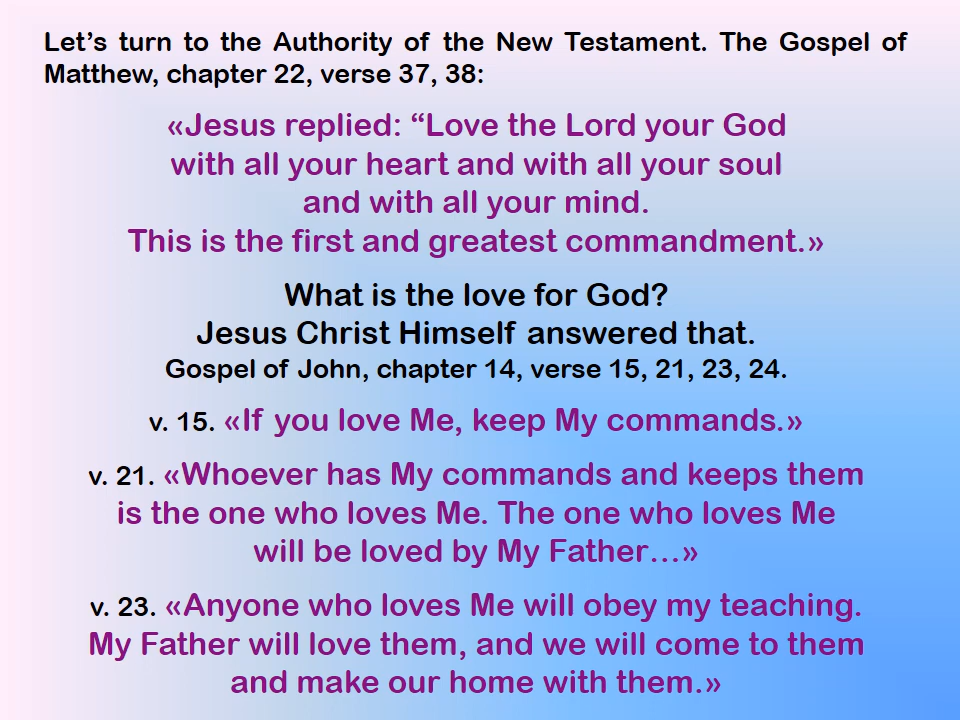 Let’s turn to the Authority of the New Testament. The Gospel of
Matthew, chapter 22, verse 37, 38:
«Jesus replied: “Love the Lord your God
with all your heart and with all your soul
and with all your mind.
This is the first and greatest commandment.»
What is the love for God?
Jesus Christ Himself answered that.
Gospel of John, chapter 14, verse 15, 21, 23, 24.
v. 15. «If you love Me, keep My commands.»
v. 21. «Whoever has My commands and keeps them
is the one who loves Me. The one who loves Me
will be loved by My Father…»
v. 23. «Anyone who loves Me will obey my teaching.
My Father will love them, and we will come to them
and make our home with them.»